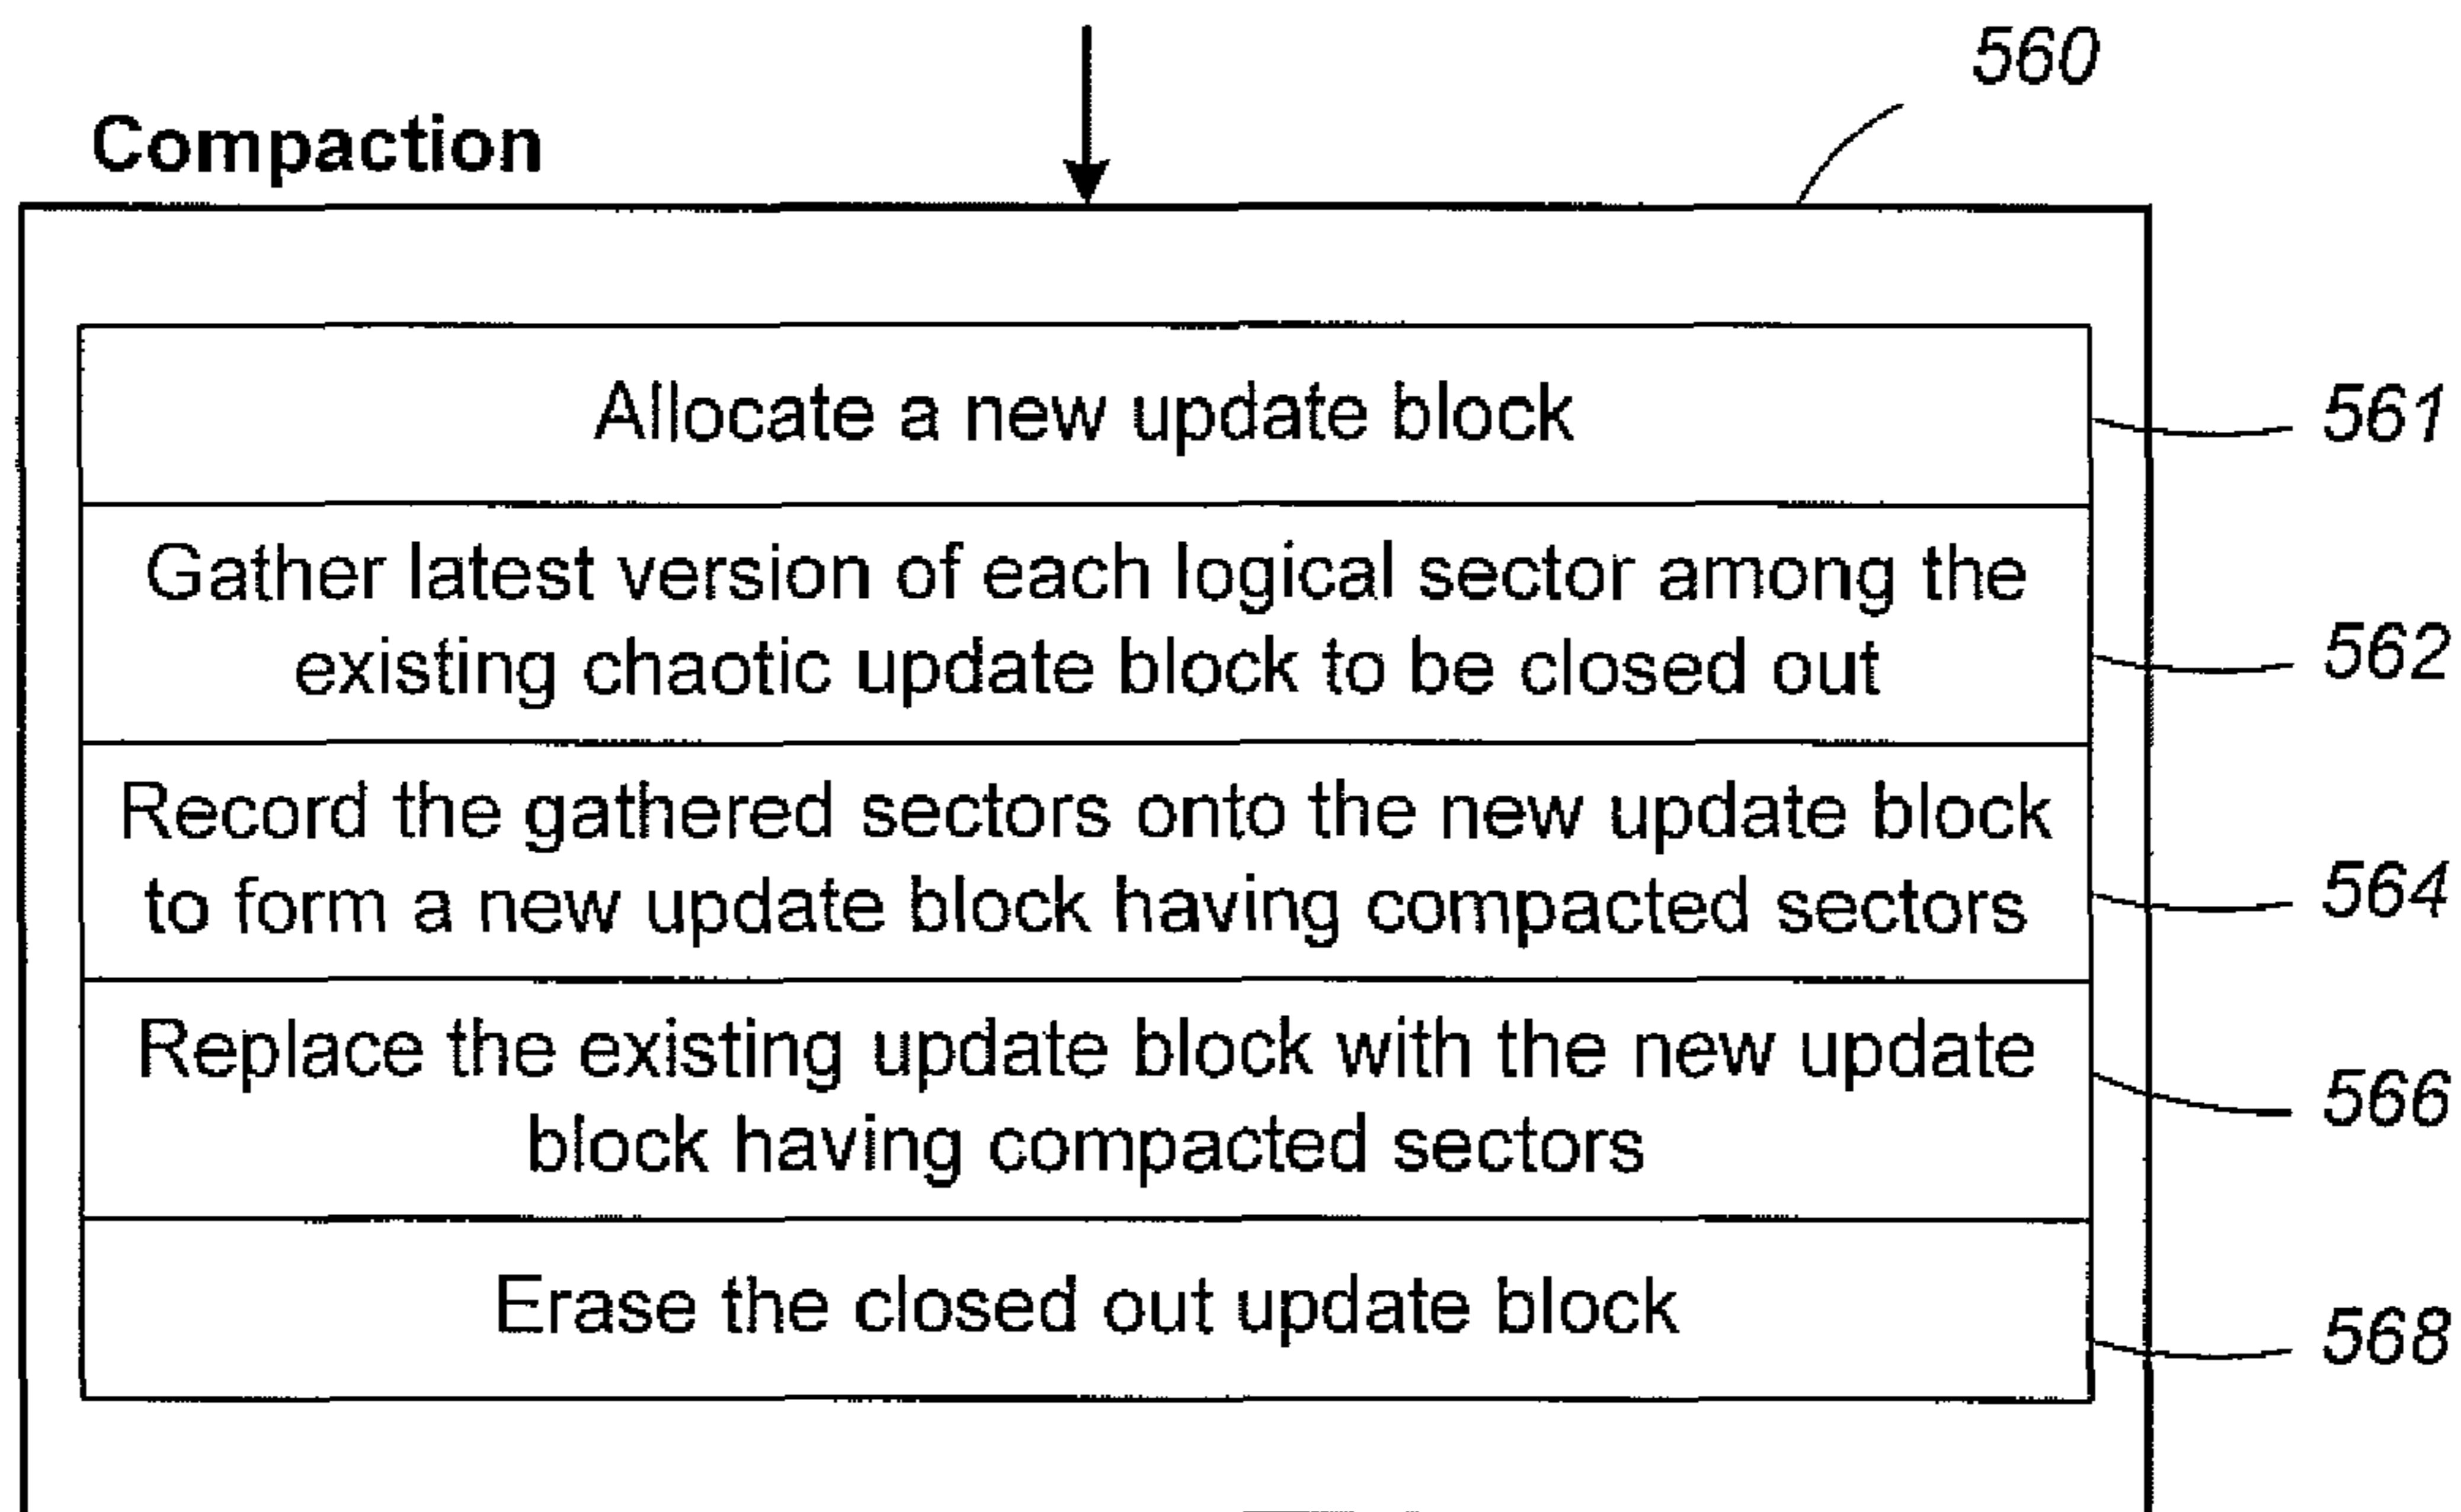 560
Compaction
Allocate a new update block
561
Gather latest version of each logical sector among the
existing chaotic update block to be closed out
562
Record the gathered sectors onto the new update block
to form a new update block having compacted sectors
564
Replace the existing update block with the new update
block having compacted sectors
566
Erase the closed out update block
568